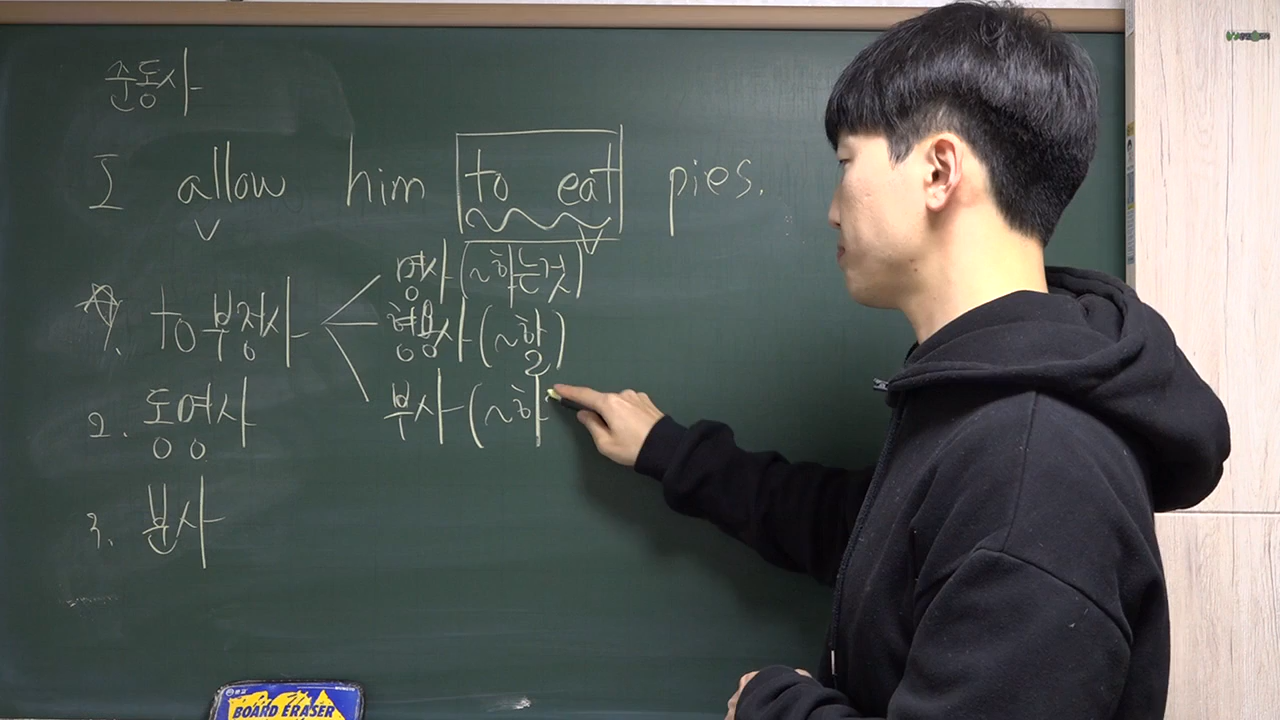 준동사
I allow him to eat pies.
1. to부정사
명사 (~하는것)
형용사 (~할)
부사 (~하
2. 동명사
3. 분사
BOARD ERASER